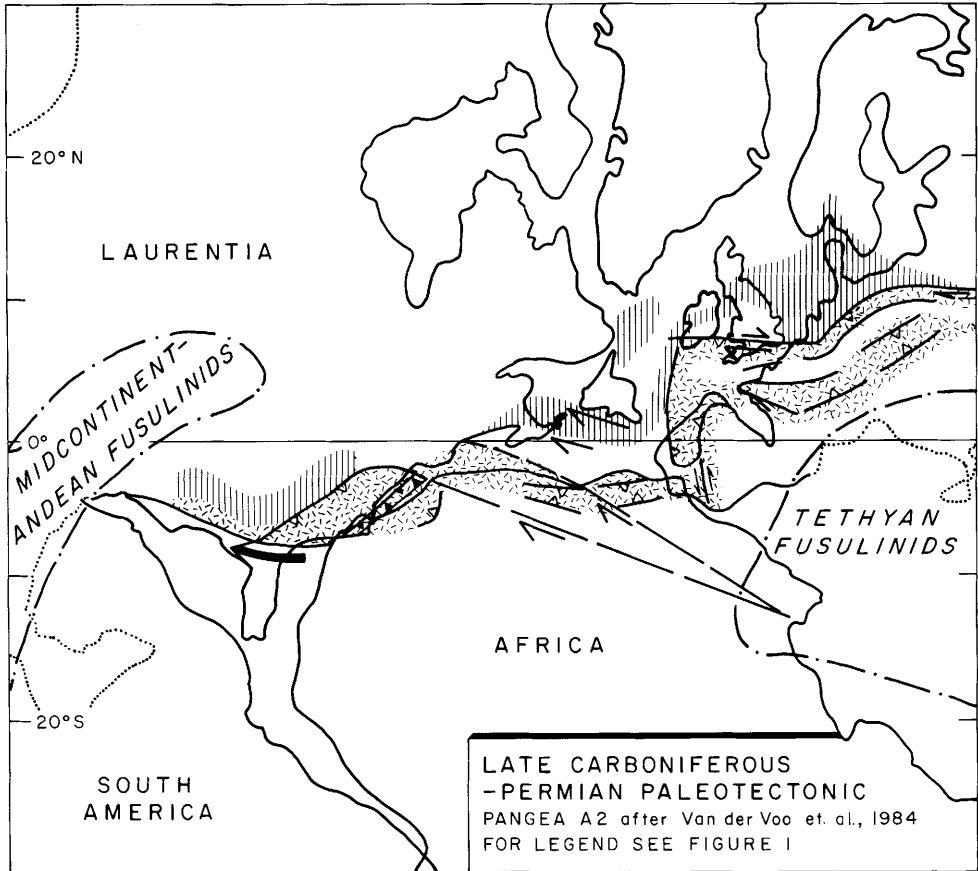 20°N
LAURENTIA
0°
MIDCONTINENT-
ANDEAN FUSULINIDS
TETHYAN
FUSULINIDS
AFRICA
20°S
SOUTH
AMERICA
LATE CARBONIFEROUS
-PERMIAN PALEOTECTONIC
PANGEA A2 after Van der Voo et. al., 1984
FOR LEGEND SEE FIGURE 1